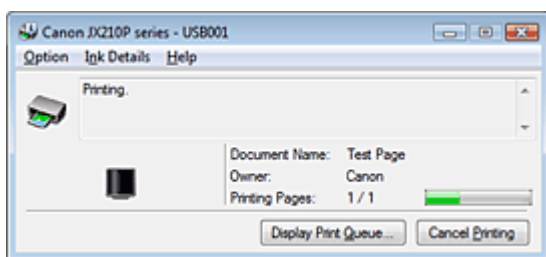 Canon JX210P series - USB001
Option Ink Details Help
Printing.
Document Name: Test Page
Owner: Canon
Printing Pages: 1 / 1
Display Print Queue... Cancel Printing